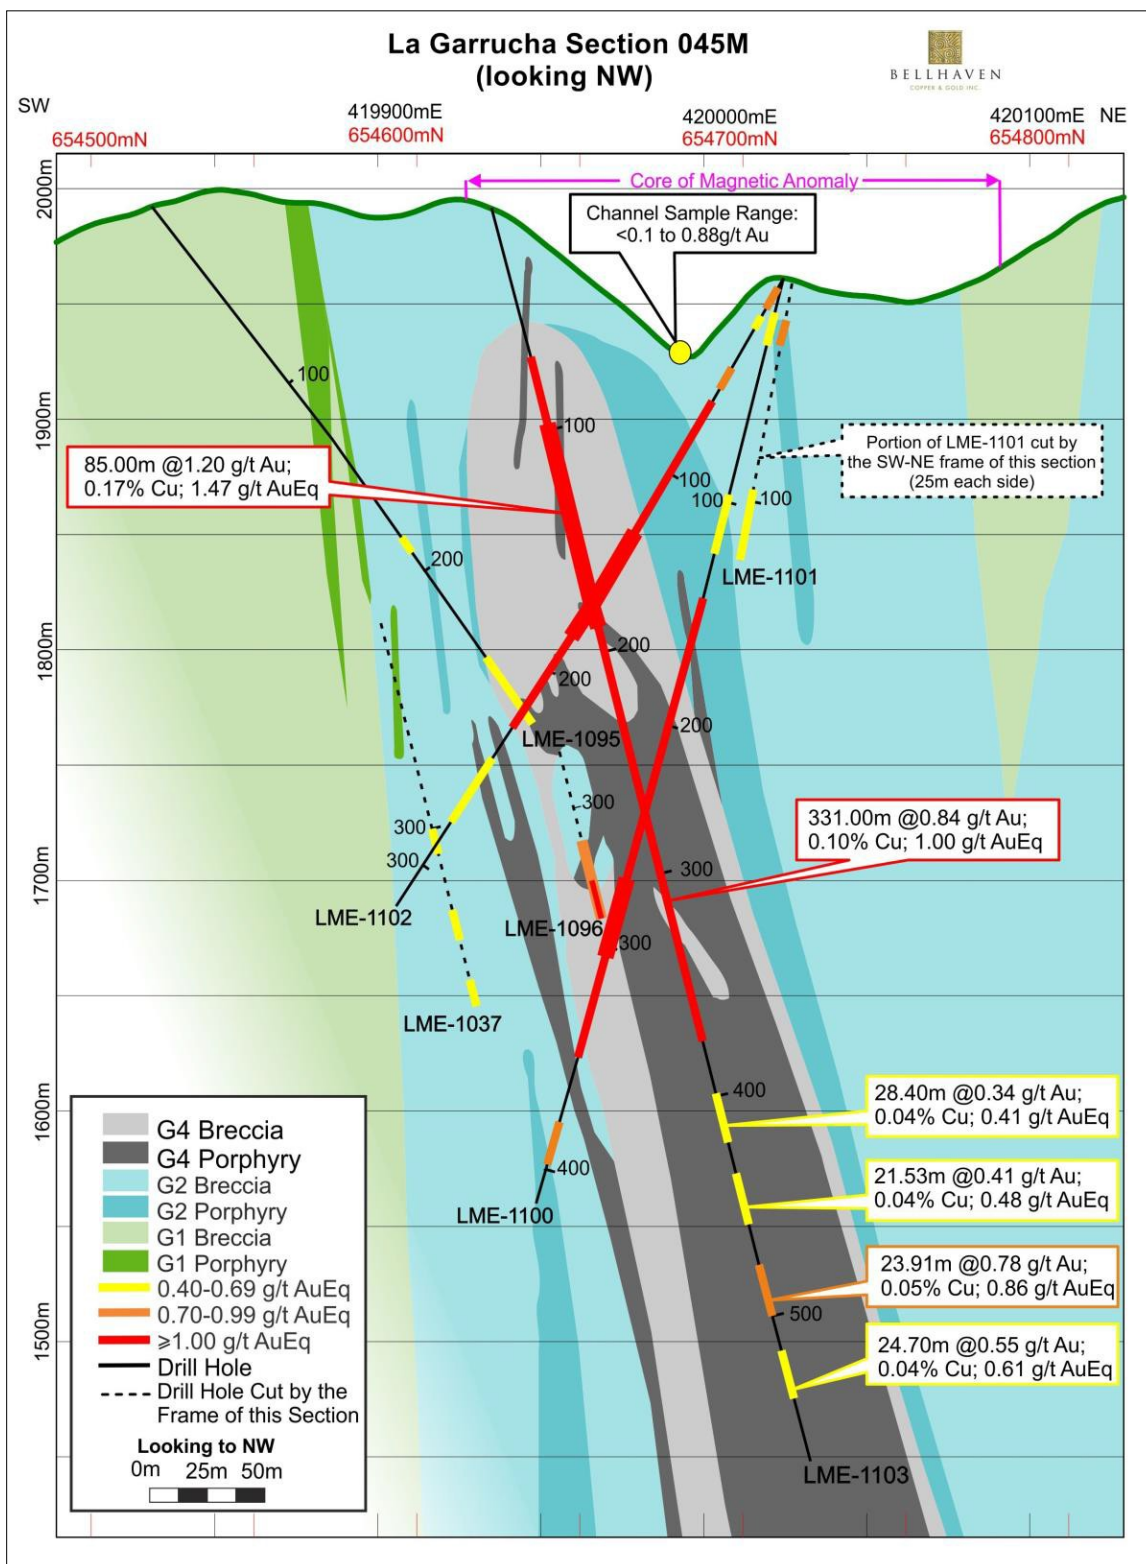 La Garrucha Section 045M
(looking NW)
BELLHAVEN
COPPER & GOLD INC.
SW
419900mE
420000mE
420100mE NE
654500mN
654600mN
654700mN
654800mN
2000m
Core of Magnetic Anomaly
Channel Sample Range:
<0.1 to 0.88g/t Au
100
1900m
100
Portion of LME-1101 cut by
the SW-NE frame of this section
(25m each side)
85.00m @1.20 g/t Au;
0.17% Cu; 1.47 g/t AuEq
100
100
100
200
LME-1101
1800m
200
200
200
LME-1095
300
300
300
331.00m @0.84 g/t Au;
0.10% Cu; 1.00 g/t AuEq
300
1700m
LME-1102
LME-1096
300
LME-1037
400
28.40m @0.34 g/t Au;
0.04% Cu; 0.41 g/t AuEq
1600m
400
21.53m @0.41 g/t Au;
0.04% Cu; 0.48 g/t AuEq
LME-1100
23.91m @0.78 g/t Au;
0.05% Cu; 0.86 g/t AuEq
500
1500m
24.70m @0.55 g/t Au;
0.04% Cu; 0.61 g/t AuEq
LME-1103
G4 Breccia
G4 Porphyry
G2 Breccia
G2 Porphyry
G1 Breccia
G1 Porphyry
0.40-0.69 g/t AuEq
0.70-0.99 g/t AuEq
⩾1.00 g/t AuEq
Drill Hole
Drill Hole Cut by the
Frame of this Section
Looking to NW
0m 25m 50m